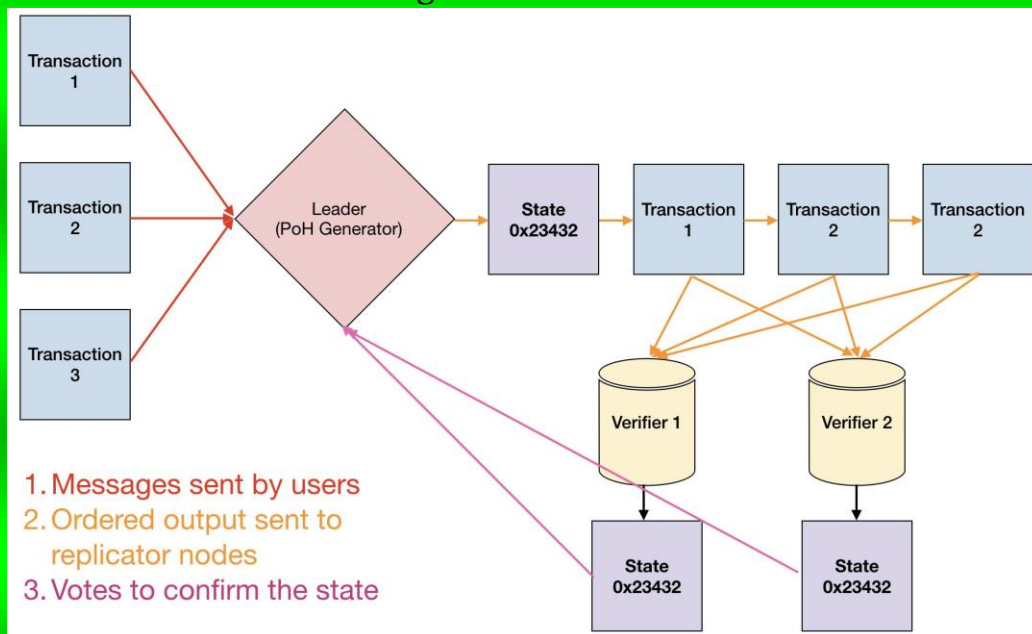 Transaction
1
Transaction
2
Transaction
3
Leader
(PoH Generator)
State
0x23432
Transaction
1
Transaction
2
Transaction
2
Verifier 1
Verifier 2
State
0x23432
State
0x23432
1. Messages sent by users
2. Ordered output sent to
replicator nodes
3. Votes to confirm the state